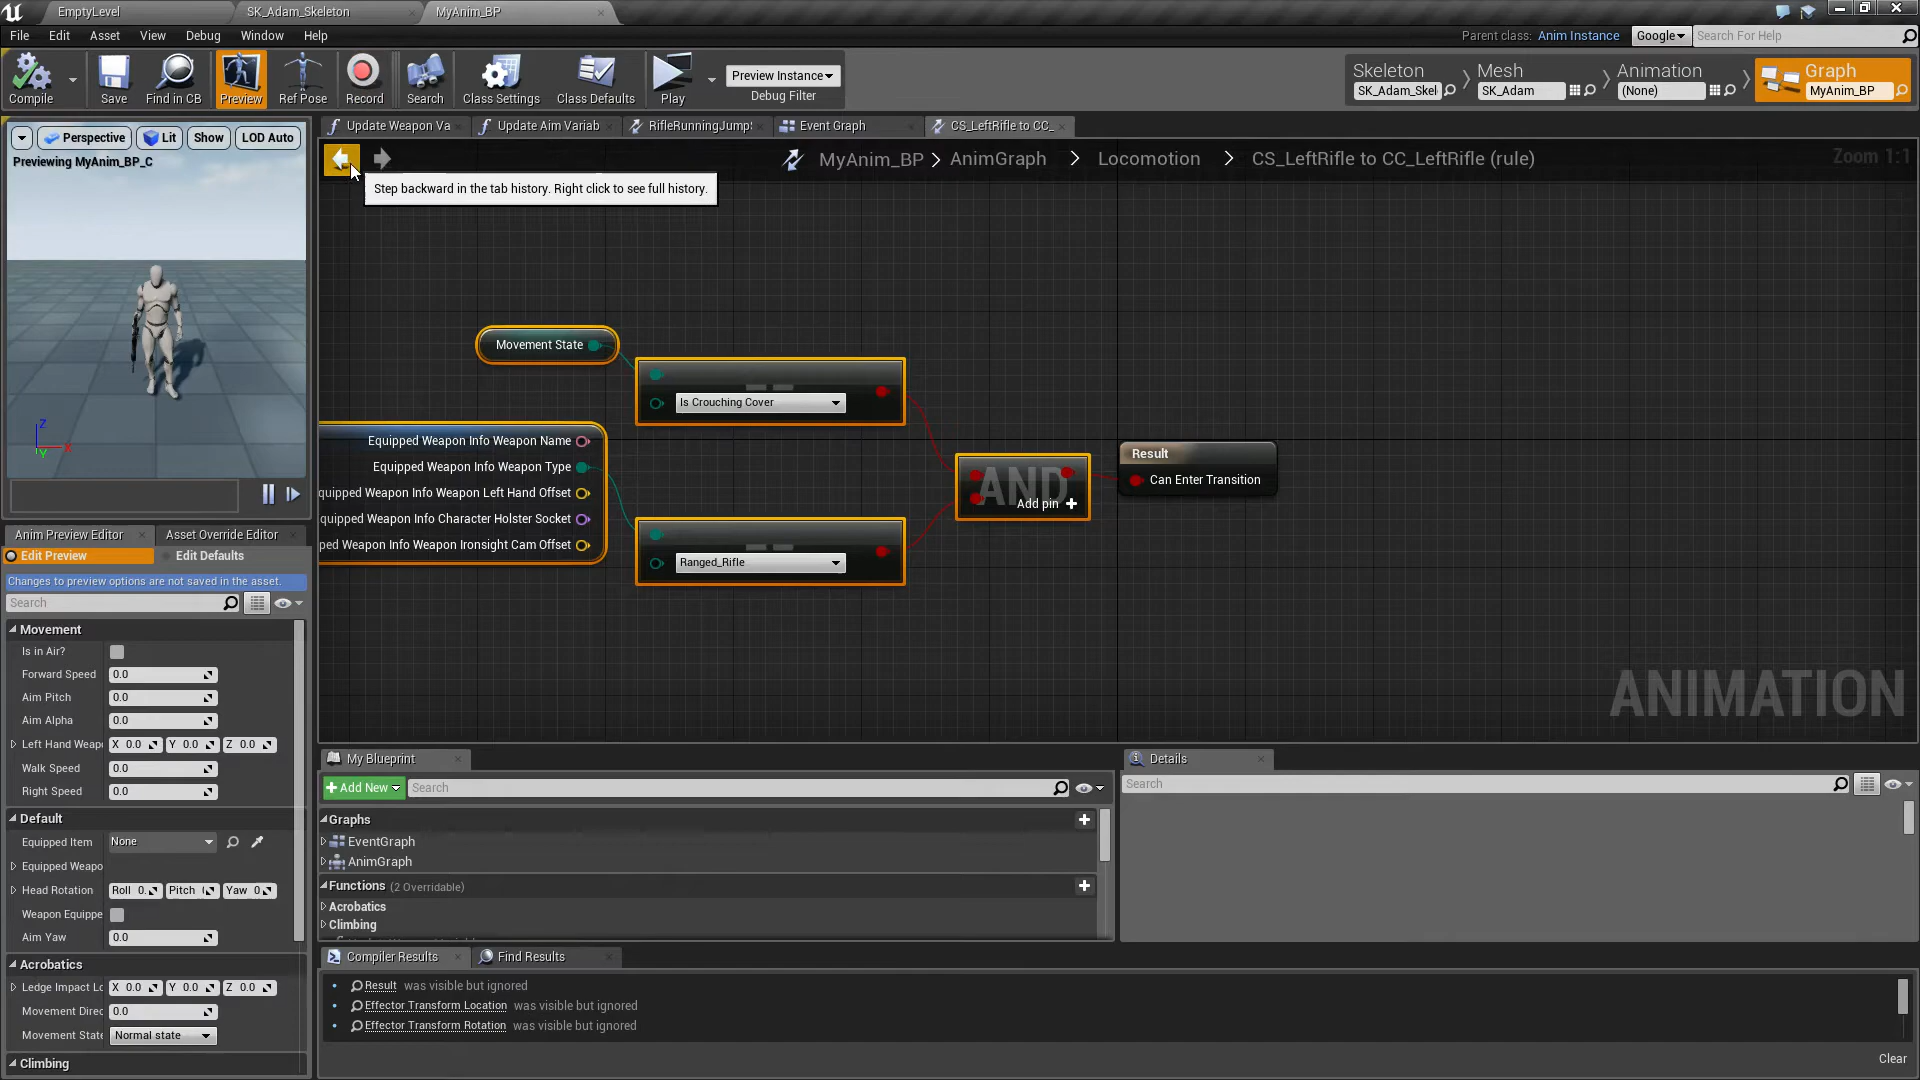 EmptyLevel
SK_Adam_Skeleton
MyAnim_BP
File Edit Asset View Debug Window Help
Parent class: Anim Instance
Google
Search For Help
Compile
Save
Find in CB
Preview
Ref Pose
Record
Search
Class Settings
Class Defaults
Play
Preview Instance
Debug Filter
Skeleton
SK_Adam_Skel
Mesh
SK_Adam
Animation
(None)
Graph
MyAnim_BP
Perspective
Lit
Show
LOD Auto
Previewing MyAnim_BP_C
Update Weapon Va
Update Aim Variab
RifleRunningJump
Event Graph
CS_LeftRifle to CC_
MyAnim_BP > AnimGraph > Locomotion > CS_LeftRifle to CC_LeftRifle (rule)
Zoom 1:1
Step backward in the tab history. Right click to see full history.
Movement State
Is Crouching Cover
Equipped Weapon Info Weapon Name
Equipped Weapon Info Weapon Type
quipped Weapon Info Weapon Left Hand Offset
quipped Weapon Info Character Holster Socket
ped Weapon Info Weapon Ironsight Cam Offset
Ranged_Rifle
AND
Add pin +
Result
Can Enter Transition
ANIMATION
Z
X
Y
Anim Preview Editor
Asset Override Editor
Edit Preview
Edit Defaults
Changes to preview options are not saved in the asset.
Search
Movement
Is in Air?
Forward Speed 0.0
Aim Pitch 0.0
Aim Alpha 0.0
Left Hand Weapo X 0.0 Y 0.0 Z 0.0
Walk Speed 0.0
Right Speed 0.0
Default
Equipped Item None
Equipped Weapo
Head Rotation Roll 0. Pitch Yaw 0
Weapon Equippe
Aim Yaw 0.0
Acrobatics
Ledge Impact Lo X 0.0 Y 0.0 Z 0.0
Movement Direc 0.0
Movement State Normal state
Climbing
My Blueprint
Add New
Search
Graphs
EventGraph
AnimGraph
Functions (2 Overridable)
Acrobatics
Climbing
Details
Search
Compiler Results
Find Results
Result was visible but ignored
Effector Transform Location was visible but ignored
Effector Transform Rotation was visible but ignored
Clear